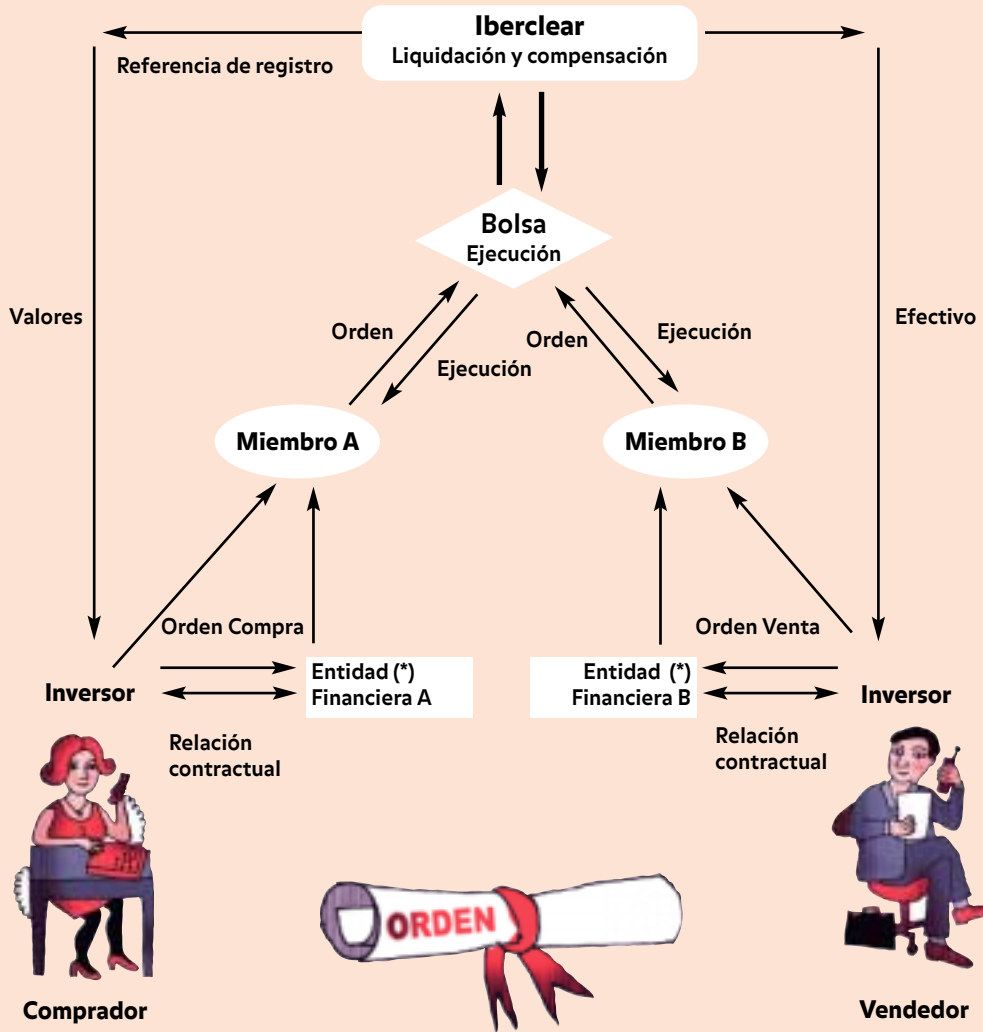 Iberclear
Liquidación y compensación
Referencia de registro
Bolsa
Ejecución
Valores
Efectivo
Orden
Ejecución
Orden
Ejecución
Miembro A
Miembro B
Orden Compra
Orden Venta
Inversor
Entidad (*)
Financiera A
Entidad (*)
Financiera B
Inversor
Relación
contractual
Relación
contractual
ORDEN
Comprador
Vendedor